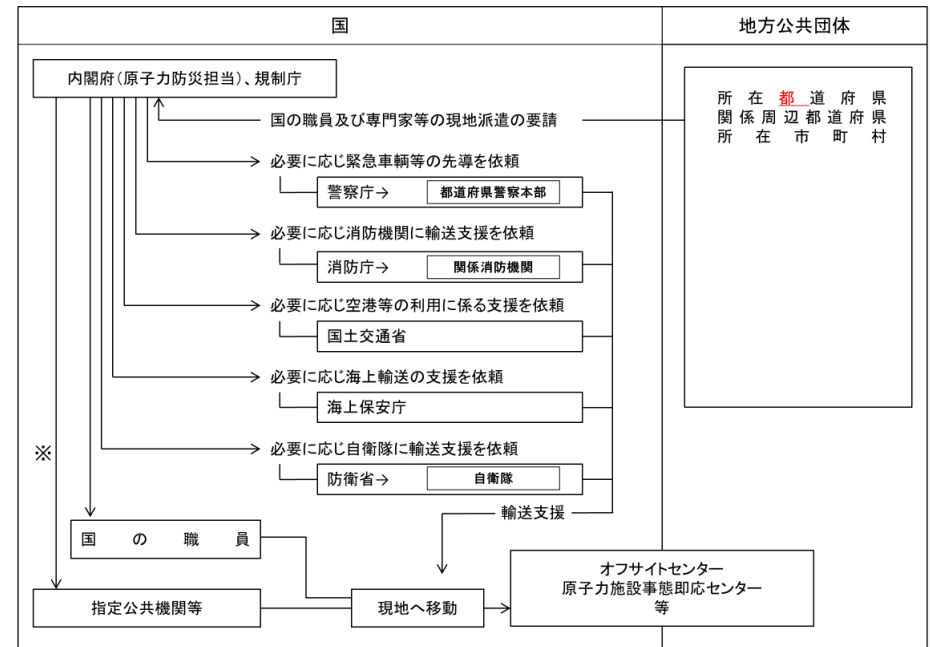 国
地方公共団体
内閣府(原子力防災担当)、規制庁
所在都道府県
関係周辺都道府県
所在市町村
国の職員及び専門家等の現地派遣の要請
必要に応じ緊急車輌等の先導を依頼
警察庁→ 都道府県警察本部
必要に応じ消防機関に輸送支援を依頼
消防庁→ 関係消防機関
必要に応じ空港等の利用に係る支援を依頼
国土交通省
必要に応じ海上輸送の支援を依頼
海上保安庁
※
必要に応じ自衛隊に輸送支援を依頼
防衛省→ 自衛隊
輸送支援
国の職員
オフサイトセンター
原子力施設事態即応センター
等
指定公共機関等
現地へ移動